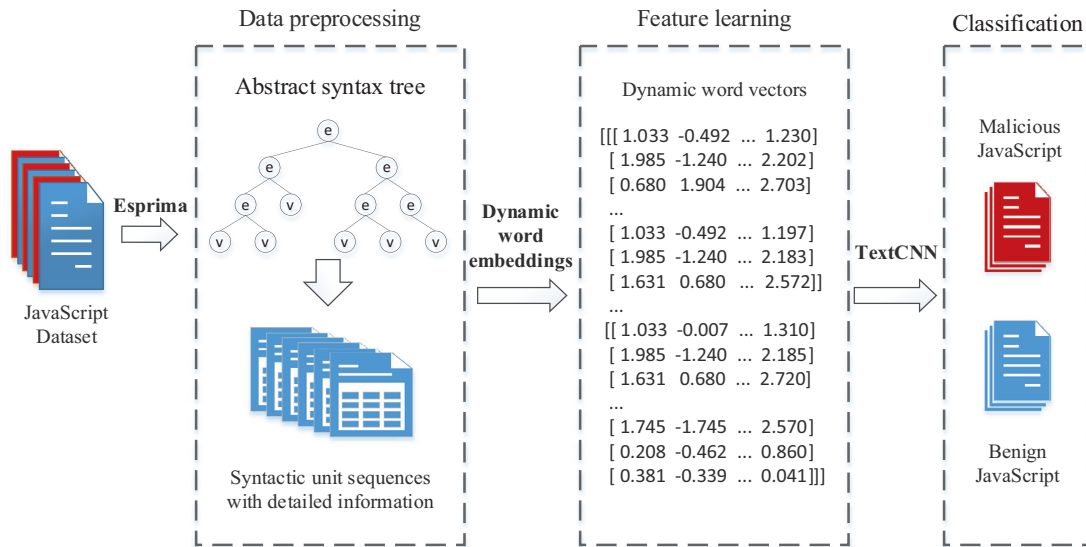 Data preprocessing
Feature learning
Classification
Abstract syntax tree
e
e
e
e
v
e
e
v
v
v
v
v
JavaScript
Dataset
Esprima
Syntactic unit sequences
with detailed information
Dynamic
word
embeddings
Dynamic word vectors
[[[ 1.033 -0.492 ... 1.230]
[ 1.985 -1.240 ... 2.202]
[ 0.680 1.904 ... 2.703]
...
[ 1.033 -0.492 ... 1.197]
[ 1.985 -1.240 ... 2.183]
[ 1.631 0.680 ... 2.572]]
...
[[ 1.033 -0.007 ... 1.310]
[ 1.985 -1.240 ... 2.185]
[ 1.631 0.680 ... 2.720]
...
[ 1.745 -1.745 ... 2.570]
[ 0.208 -0.462 ... 0.860]
[ 0.381 -0.339 ... 0.041]]]
TextCNN
Malicious
JavaScript
Benign
JavaScript